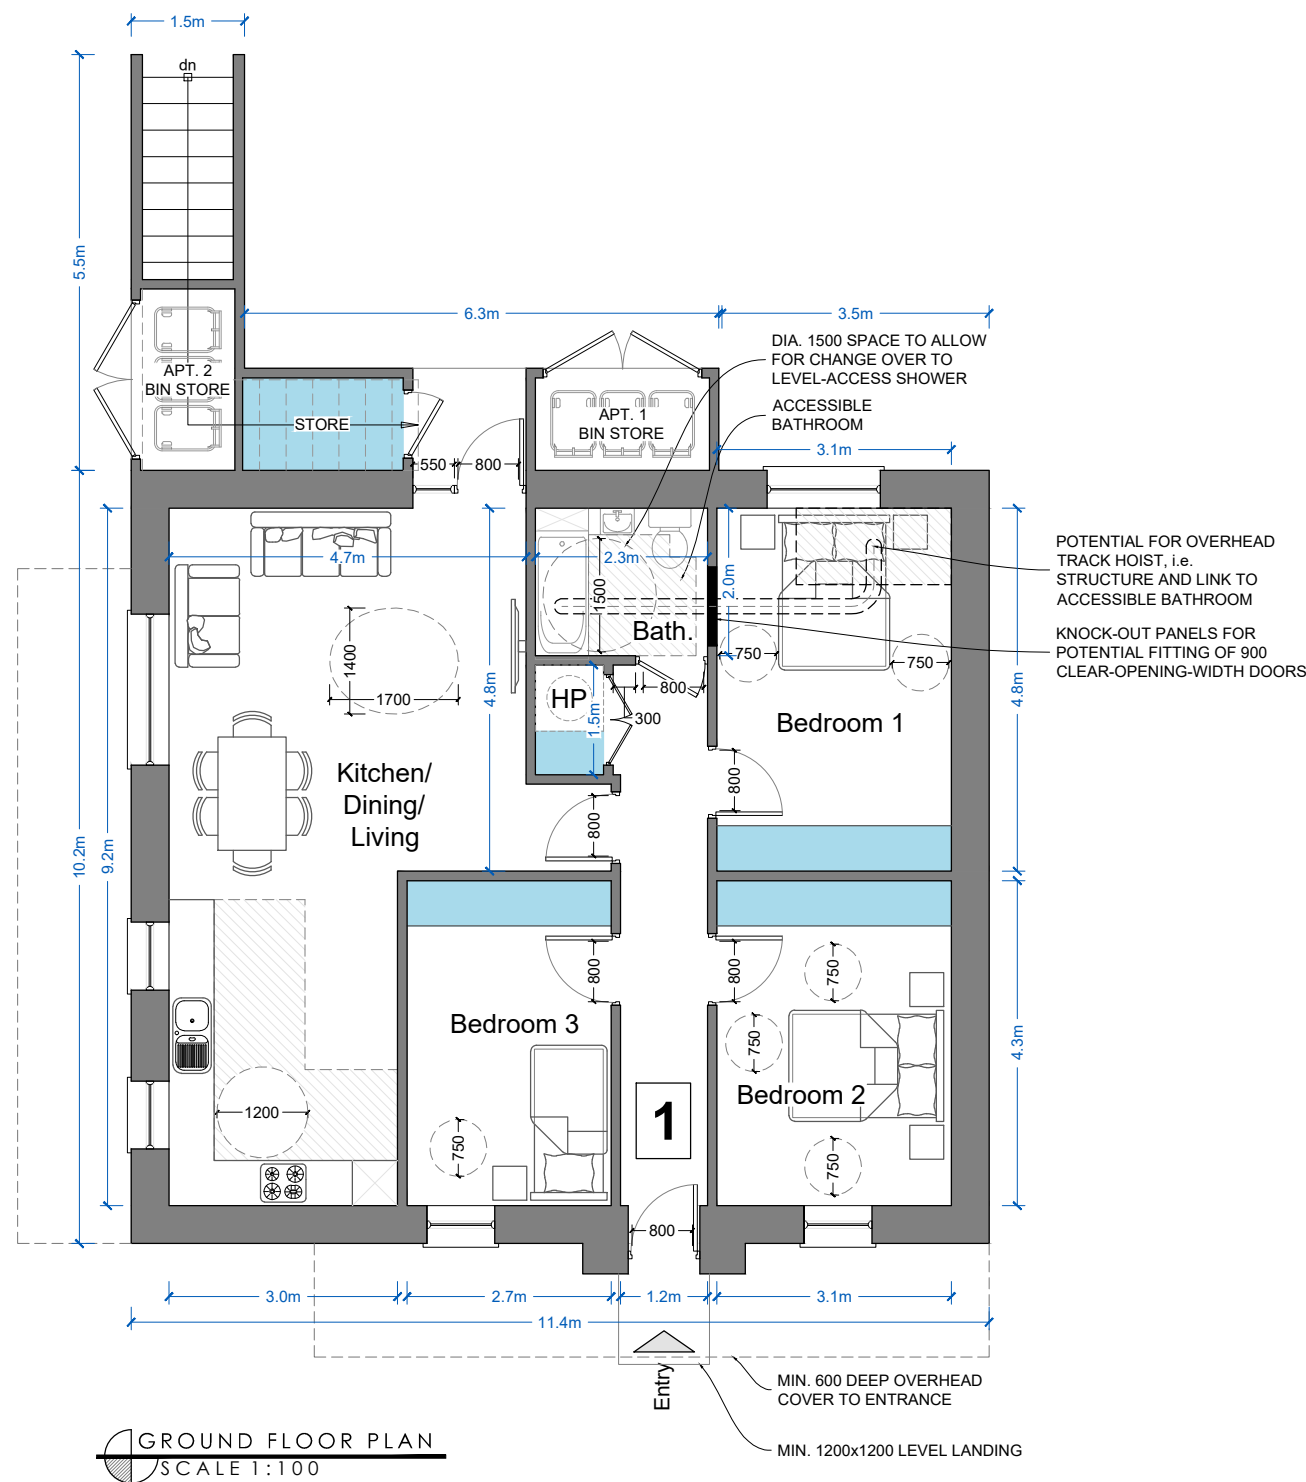 1.5m
dn
5.5m
6.3m
3.5m
DIA. 1500 SPACE TO ALLOW
FOR CHANGE OVER TO
LEVEL-ACCESS SHOWER
APT. 2
BIN STORE
STORE
APT. 1
BIN STORE
ACCESSIBLE
BATHROOM
3.1m
550
800
4.7m
2.3m
2.0m
1500
Bath.
POTENTIAL FOR OVERHEAD
TRACK HOIST, i.e.
STRUCTURE AND LINK TO
ACCESSIBLE BATHROOM
KNOCK-OUT PANELS FOR
POTENTIAL FITTING OF 900
CLEAR-OPENING-WIDTH DOORS
750
750
1400
1700
4.8m
HP
1.5m
800
300
Bedroom 1
4.8m
800
Kitchen/
Dining/
Living
800
10.2m
9.2m
800
800
750
Bedroom 3
750
4.3m
Bedroom 2
1200
1
750
750
800
3.0m
2.7m
1.2m
3.1m
11.4m
Entry
MIN. 600 DEEP OVERHEAD
COVER TO ENTRANCE
MIN. 1200x1200 LEVEL LANDING
GROUND FLOOR PLAN
SCALE 1:100